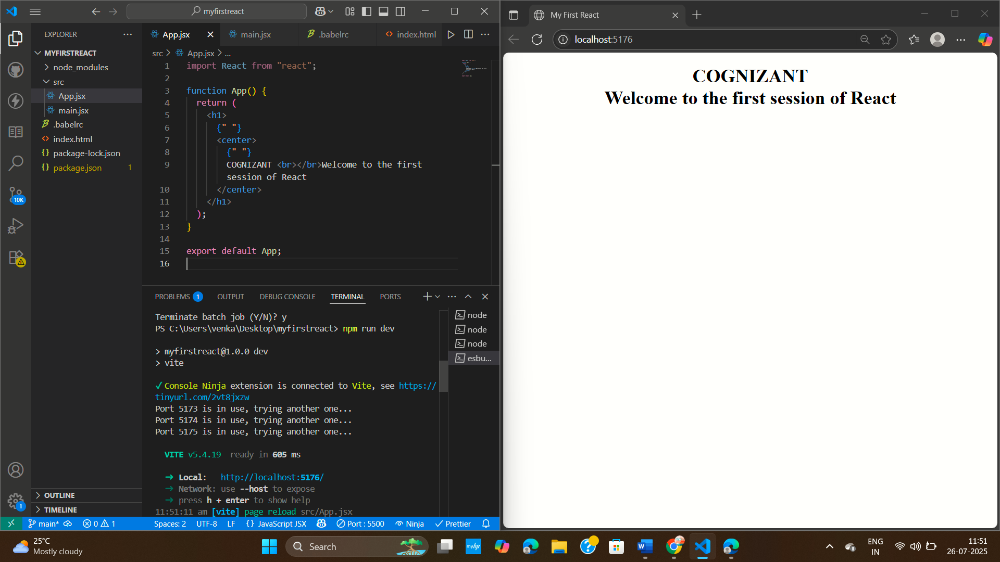 myfirstreact
EXPLORER
MYFIRSTREACT
node_modules
src
App.jsx
main.jsx
.babelrc
index.html
package-lock.json
package.json 1
10K
1
OUTLINE
TIMELINE
App.jsx main.jsx .babelrc index.html
src > App.jsx > ...
1 import React from "react";
2
3 function App() {
4 return (
5 <h1>
6 {" "}
7 <center>
8 {" "}
9 COGNIZANT <br></br>Welcome to the first
session of React
10 </center>
11 </h1>
12 );
13 }
14
15 export default App;
16
PROBLEMS 1 OUTPUT DEBUG CONSOLE TERMINAL PORTS
Terminate batch job (Y/N)? y
PS C:\Users\venka\Desktop\myfirstreact> npm run dev
> myfirstreact@1.0.0 dev
> vite
✓ Console Ninja extension is connected to Vite, see https://
tinyurl.com/2vt8jxzw
Port 5173 is in use, trying another one...
Port 5174 is in use, trying another one...
Port 5175 is in use, trying another one...
VITE v5.4.19 ready in 605 ms
➜ Local: http://localhost:5176/
➜ Network: use --host to expose
➜ press h + enter to show help
11:51:11 am [vite] page reload src/App.jsx
node
node
node
esbu...
main* 0 1 Spaces: 2 UTF-8 LF {} JavaScript JSX Port : 5500 Ninja Prettier
My First React
localhost:5176
COGNIZANT
Welcome to the first session of React
25°C
Mostly cloudy
Search
myhp
W
ENG
IN
11:51
26-07-2025